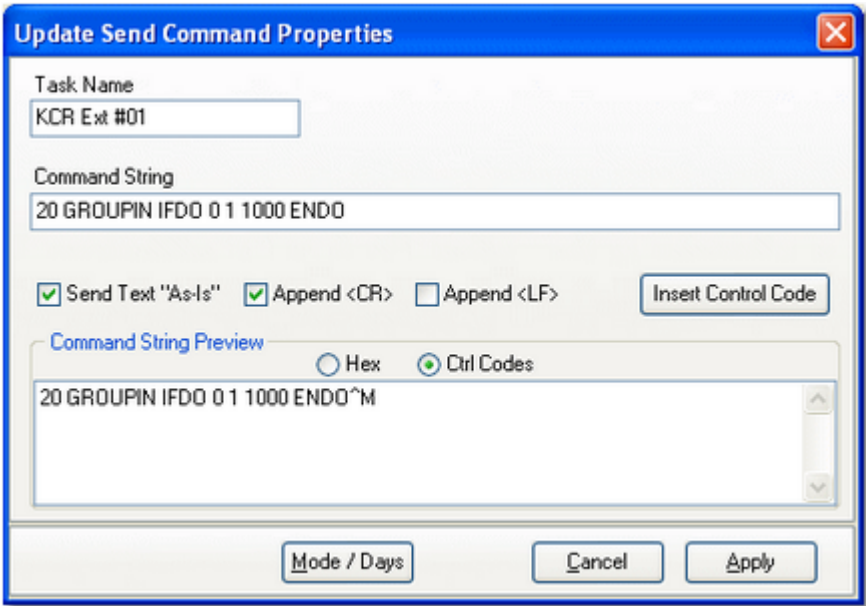 Update Send Command Properties
Task Name
KCR Ext #01
Command String
20 GROUPIN IFDO 0 1 1000 ENDO
Send Text "As-Is" Append <CR> Append <LF> Insert Control Code
Command String Preview
Hex Ctrl Codes
20 GROUPIN IFDO 0 1 1000 ENDO^M
Mode / Days Cancel Apply